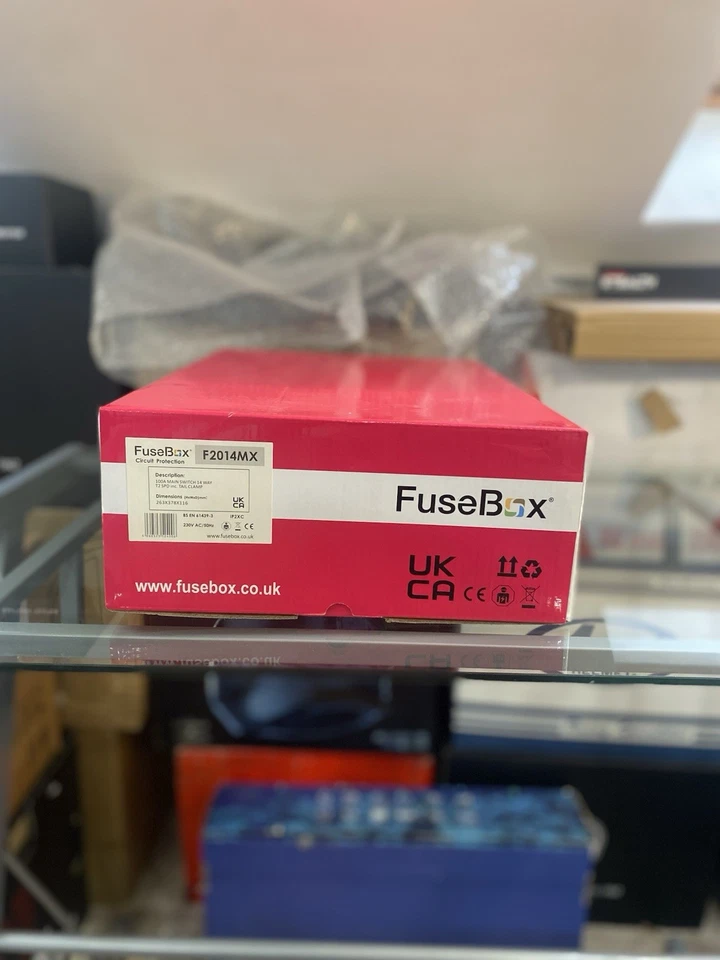 FuseBox®
Circuit Protection
F2014MX
Description:
100A MAIN SWITCH 14 WAY
T2 SPD inc. TAIL CLAMP
UK
CA
BS EN 61439-3
IP2XC
230V AC/50Hz
CE
www.fusebox.co.uk
FuseBox®
www.fusebox.co.uk
UK
CA
CE